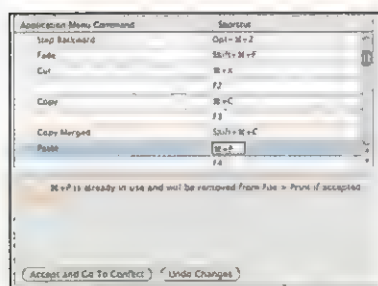 Application Menu Command Shortcut
Step Backward Opt+⌘+Z
Fade Shift+⌘+F
Cut ⌘+X
F2
Copy ⌘+C
F3
Copy Merged Shift+⌘+C
Paste ⌘+P
F4
⌘+P is already in use and will be removed from File > Print if accepted
Accept and Go To Conflict Undo Changes